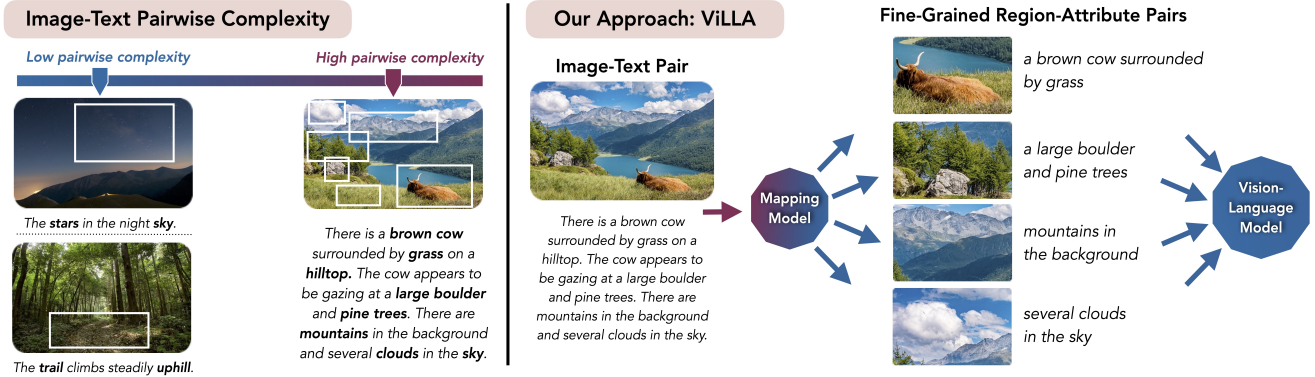 Image-Text Pairwise Complexity
Low pairwise complexity
High pairwise complexity
The stars in the night sky.
The trail climbs steadily uphill.
There is a brown cow
surrounded by grass on a
hilltop. The cow appears to
be gazing at a large boulder
and pine trees. There are
mountains in the background
and several clouds in the sky.
Our Approach: ViLLA
Image-Text Pair
There is a brown cow
surrounded by grass on a
hilltop. The cow appears to
be gazing at a large boulder
and pine trees. There are
mountains in the background
and several clouds in the sky.
Mapping
Model
Fine-Grained Region-Attribute Pairs
a brown cow surrounded
by grass
a large boulder
and pine trees
mountains in
the background
several clouds
in the sky
Vision-
Language
Model